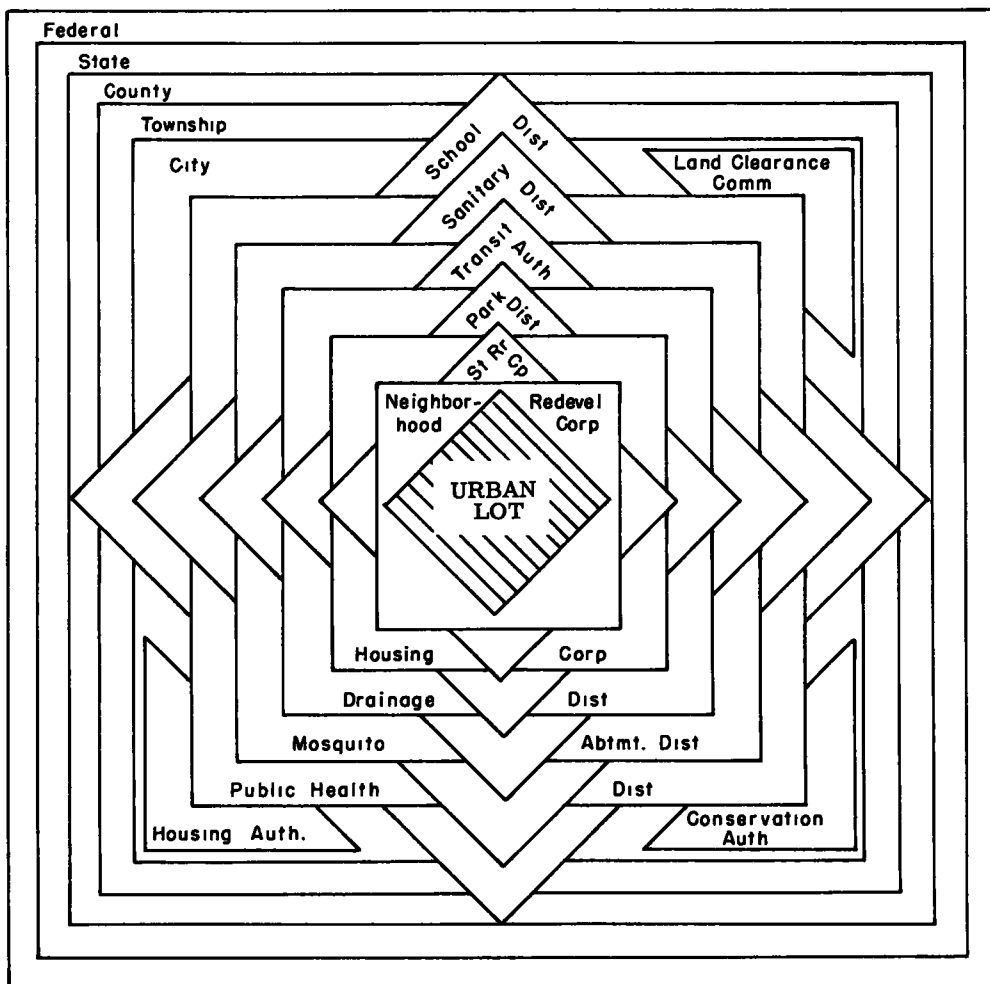 Federal
State
County
Township
City
School Dist
Land Clearance
Comm
Sanitary Dist
Transit Auth
Park Dist
St Rr Cp
Neighbor-
hood
Redevel
Corp
URBAN
LOT
Housing Corp
Drainage Dist
Mosquito Abtmt. Dist
Public Health Dist
Housing Auth.
Conservation
Auth